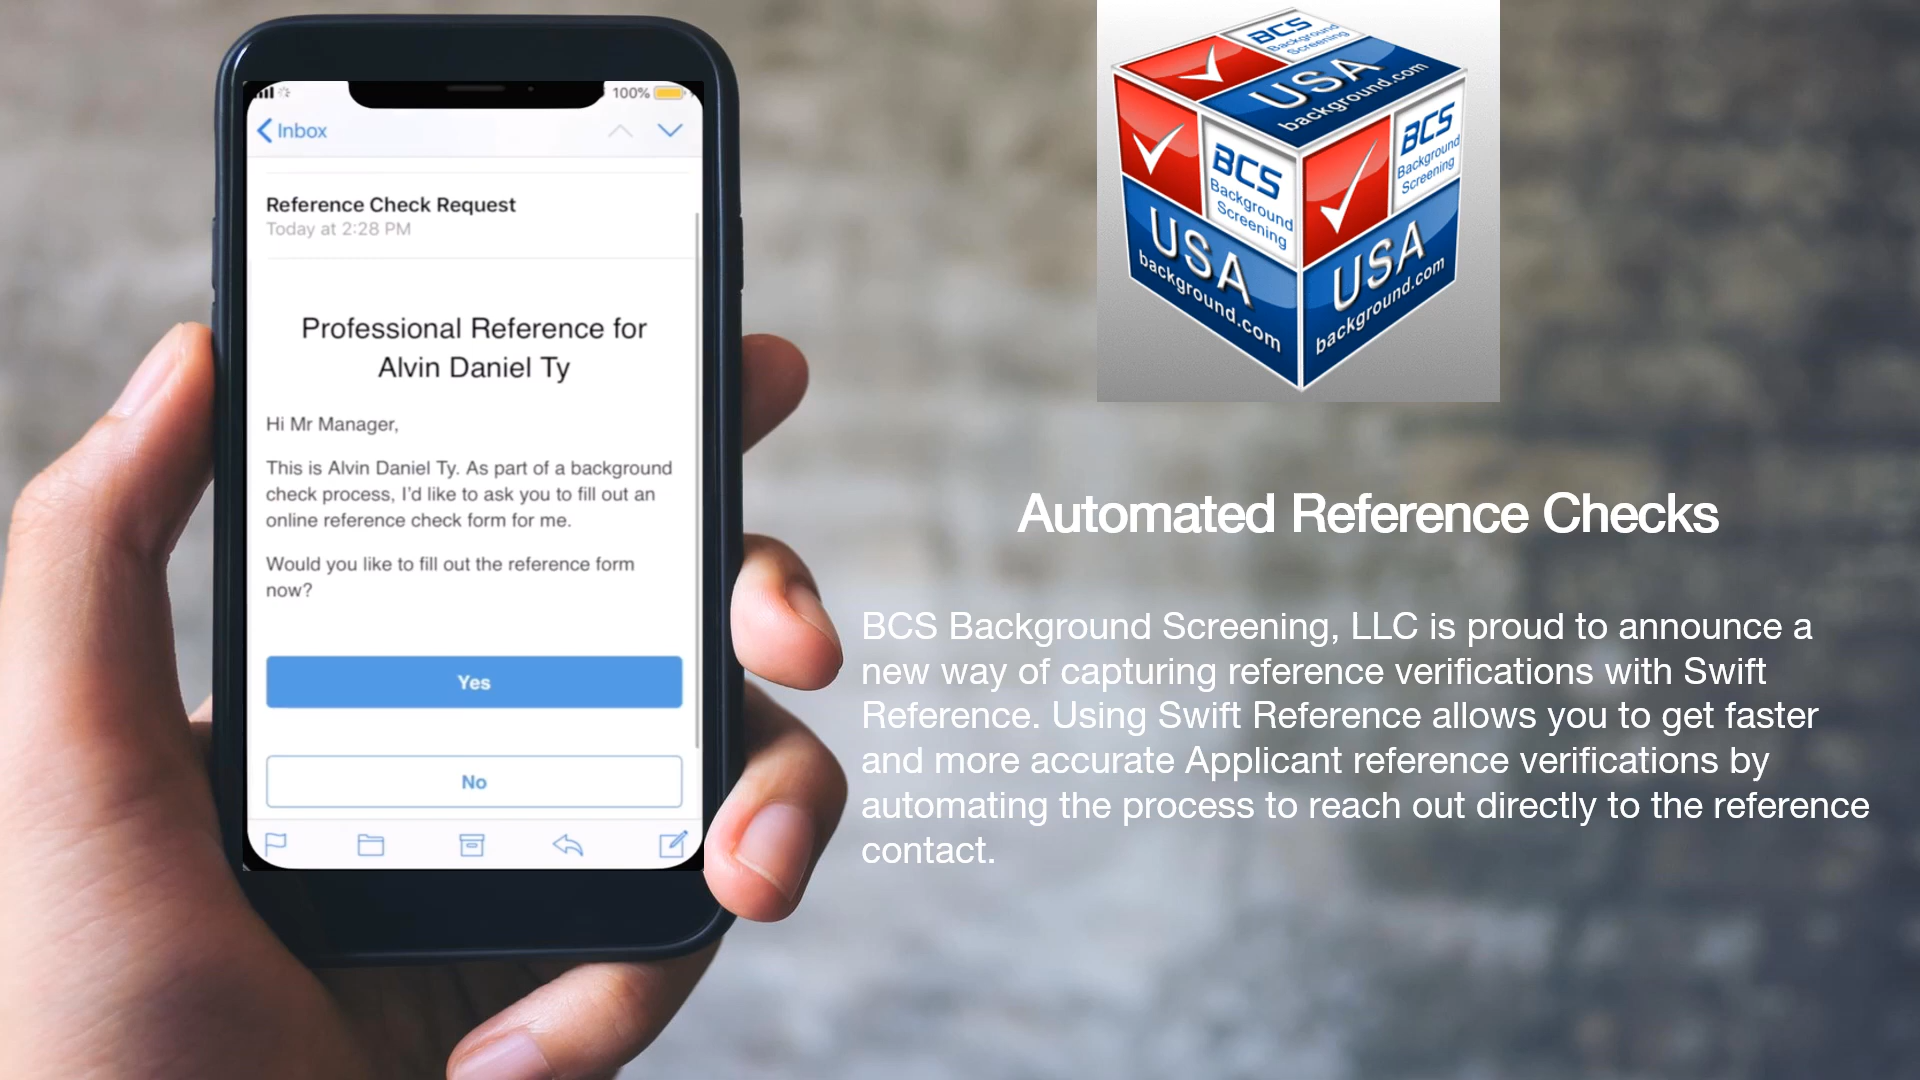 100%
Inbox
Reference Check Request
Today at 2:28 PM
Professional Reference for
Alvin Daniel Ty
Hi Mr Manager,
This is Alvin Daniel Ty. As part of a background
check process, I'd like to ask you to fill out an
online reference check form for me.
Would you like to fill out the reference form
now?
Yes
No
BCS
Background
Screening
USA
background.com
BCS
Background
Screening
USA
background.com
BCS
Background
Screening
USA
background.com
Automated Reference Checks
BCS Background Screening, LLC is proud to announce a
new way of capturing reference verifications with Swift
Reference. Using Swift Reference allows you to get faster
and more accurate Applicant reference verifications by
automating the process to reach out directly to the reference
contact.